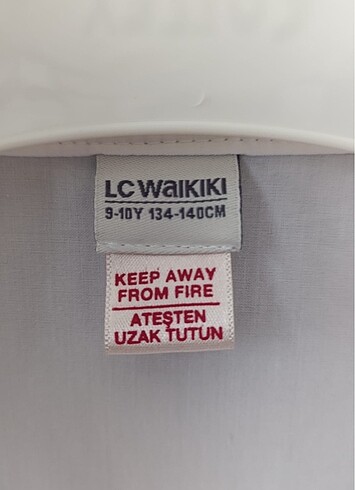 LC WAIKIKI
9-10Y 134-140CM
KEEP AWAY
FROM FIRE
ATEŞTEN
UZAK TUTUN